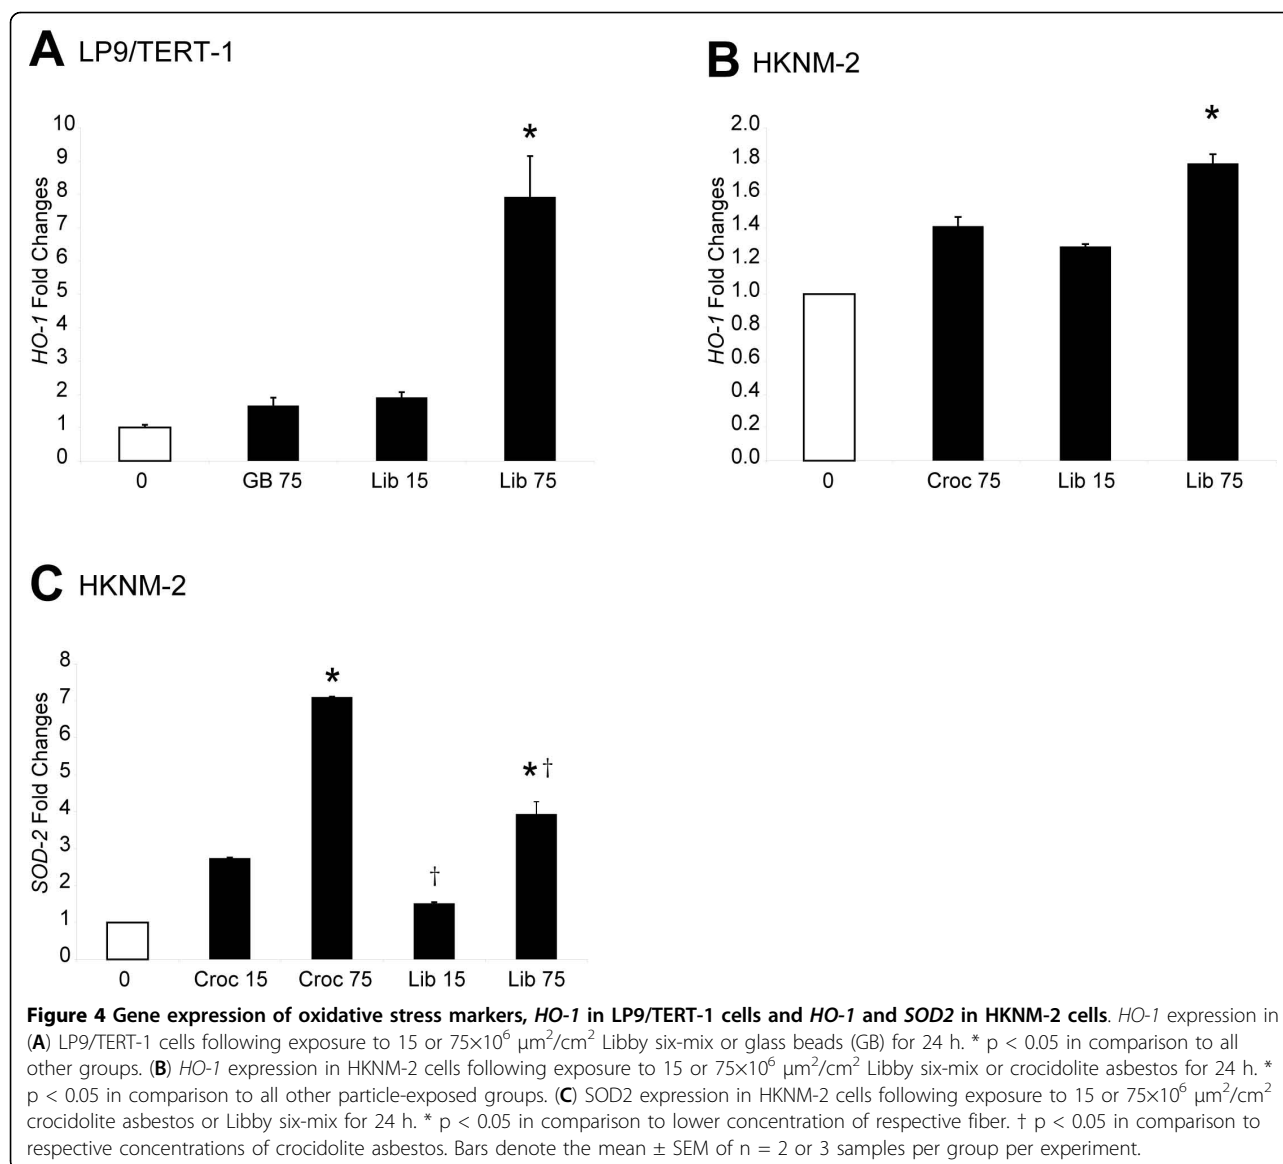 A LP9/TERT-1
HO-1 Fold Changes
10
9
8
7
6
5
4
3
2
1
0
*
0 GB 75 Lib 15 Lib 75
B HKNM-2
HO-1 Fold Changes
2.0
1.8
1.6
1.4
1.2
1.0
0.8
0.6
0.4
0.2
0.0
*
0 Croc 75 Lib 15 Lib 75
C HKNM-2
SOD-2 Fold Changes
8
7
6
5
4
3
2
1
0
*
†
*†
0 Croc 15 Croc 75 Lib 15 Lib 75
Figure 4 Gene expression of oxidative stress markers, HO-1 in LP9/TERT-1 cells and HO-1 and SOD2 in HKNM-2 cells. HO-1 expression in
(A) LP9/TERT-1 cells following exposure to 15 or 75×10⁶ μm²/cm² Libby six-mix or glass beads (GB) for 24 h. * p < 0.05 in comparison to all
other groups. (B) HO-1 expression in HKNM-2 cells following exposure to 15 or 75×10⁶ μm²/cm² Libby six-mix or crocidolite asbestos for 24 h. *
p < 0.05 in comparison to all other particle-exposed groups. (C) SOD2 expression in HKNM-2 cells following exposure to 15 or 75×10⁶ μm²/cm²
crocidolite asbestos or Libby six-mix for 24 h. * p < 0.05 in comparison to lower concentration of respective fiber. † p < 0.05 in comparison to
respective concentrations of crocidolite asbestos. Bars denote the mean ± SEM of n = 2 or 3 samples per group per experiment.